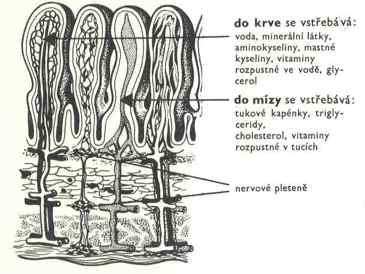 do krve se vstřebává:
voda, minerální látky,
aminokyseliny, mastné
kyseliny, vitaminy
rozpustné ve vodě, gly-
cerol
do mízy se vstřebává:
tukové kapénky, trigly-
ceridy,
cholesterol, vitaminy
rozpustné v tucích
nervové pleteně